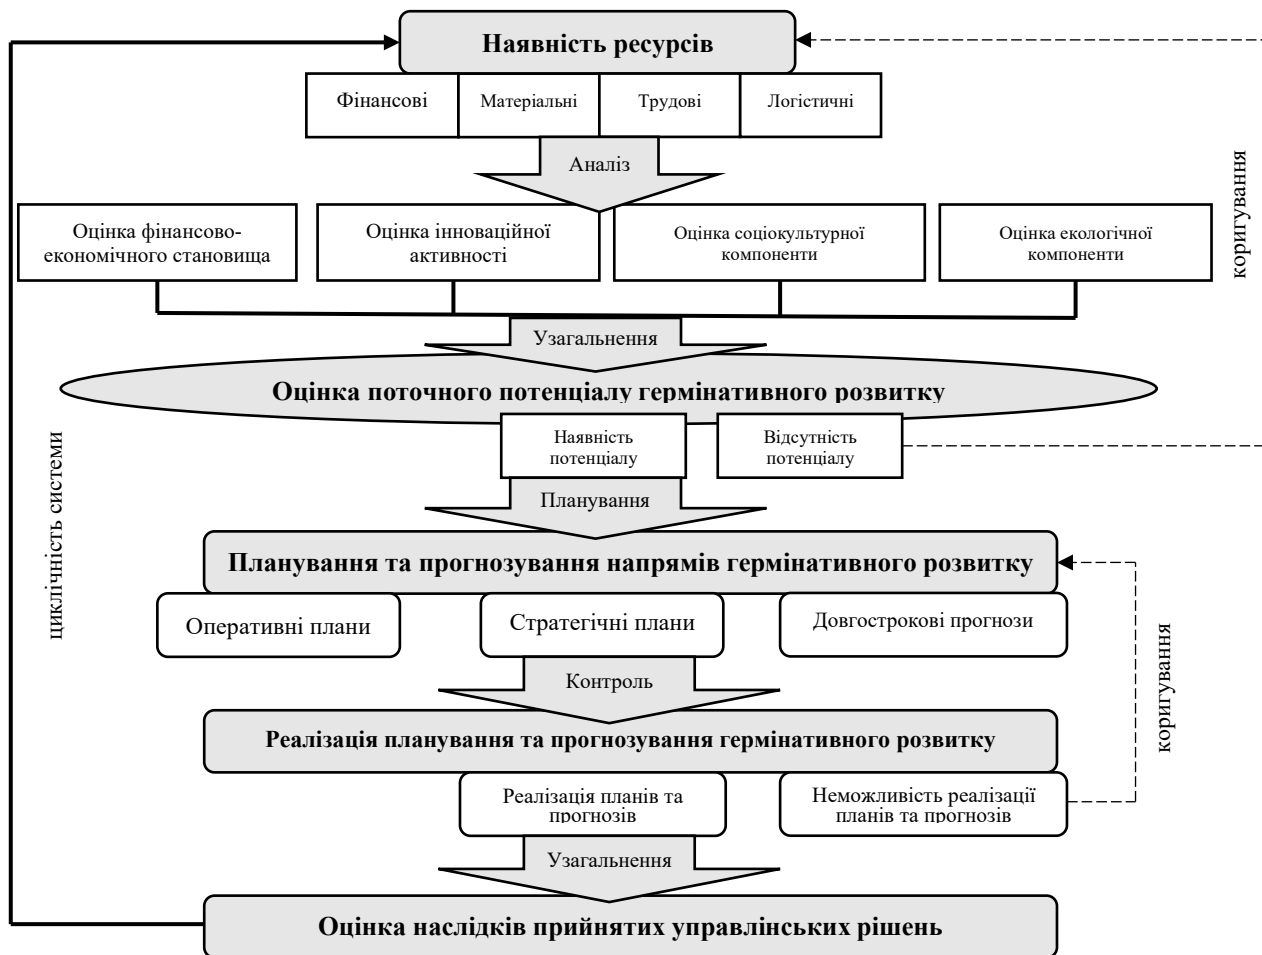 Наявність ресурсів
Фінансові
Матеріальні
Трудові
Логістичні
Аналіз
коригування
Оцінка фінансово-
економічного становища
Оцінка інноваційної
активності
Оцінка соціокультурної
компоненти
Оцінка екологічної
компоненти
Узагальнення
Оцінка поточного потенціалу гермінативного розвитку
Наявність
потенціалу
Відсутність
потенціалу
циклічність системи
Планування
Планування та прогнозування напрямів гермінативного розвитку
Оперативні плани
Стратегічні плани
Довгострокові прогнози
Контроль
коригування
Реалізація планування та прогнозування гермінативного розвитку
Реалізація планів та
прогнозів
Неможливість реалізації
планів та прогнозів
Узагальнення
Оцінка наслідків прийнятих управлінських рішень